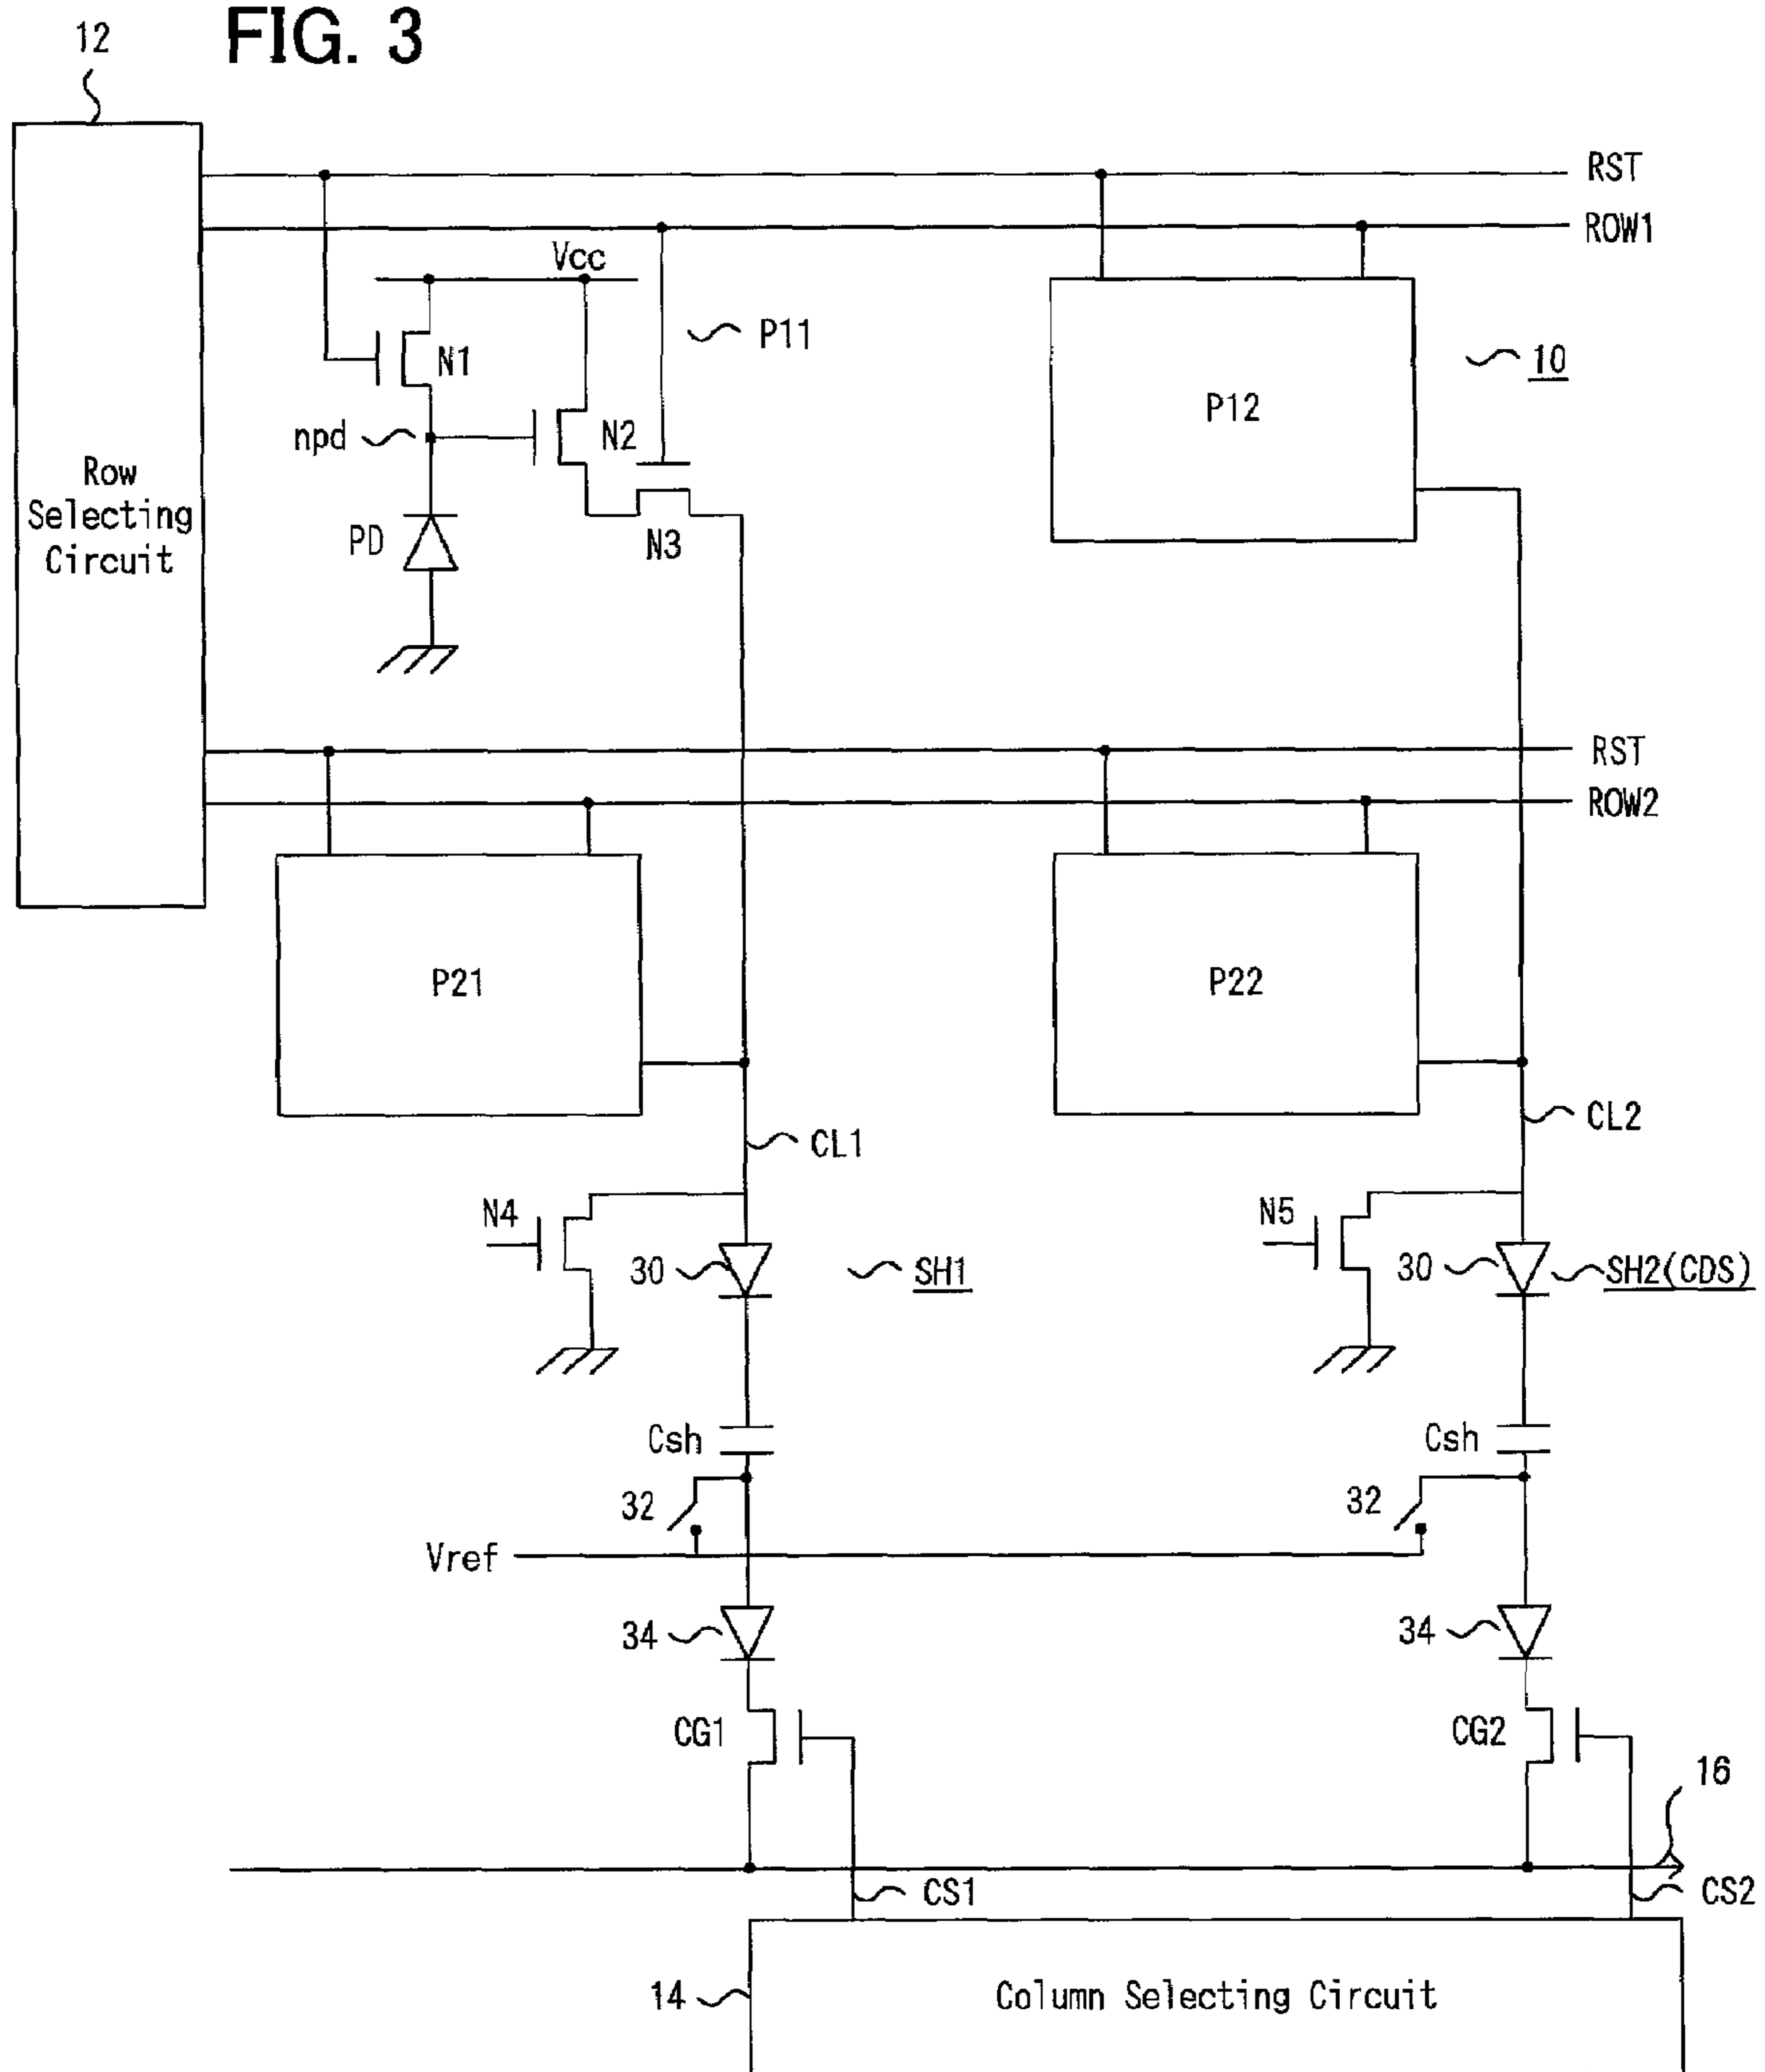 FIG. 3
12
RST
ROW1
Vcc
P11
N1
10
P12
npd
N2
Row
Selecting
Circuit
PD
N3
RST
ROW2
P21
P22
CL2
CL1
N4
N5
30
SH1
30
SH2(CDS)
Csh
Csh
32
32
Vref
34
34
CG1
CG2
16
CS1
CS2
14
Column Selecting Circuit